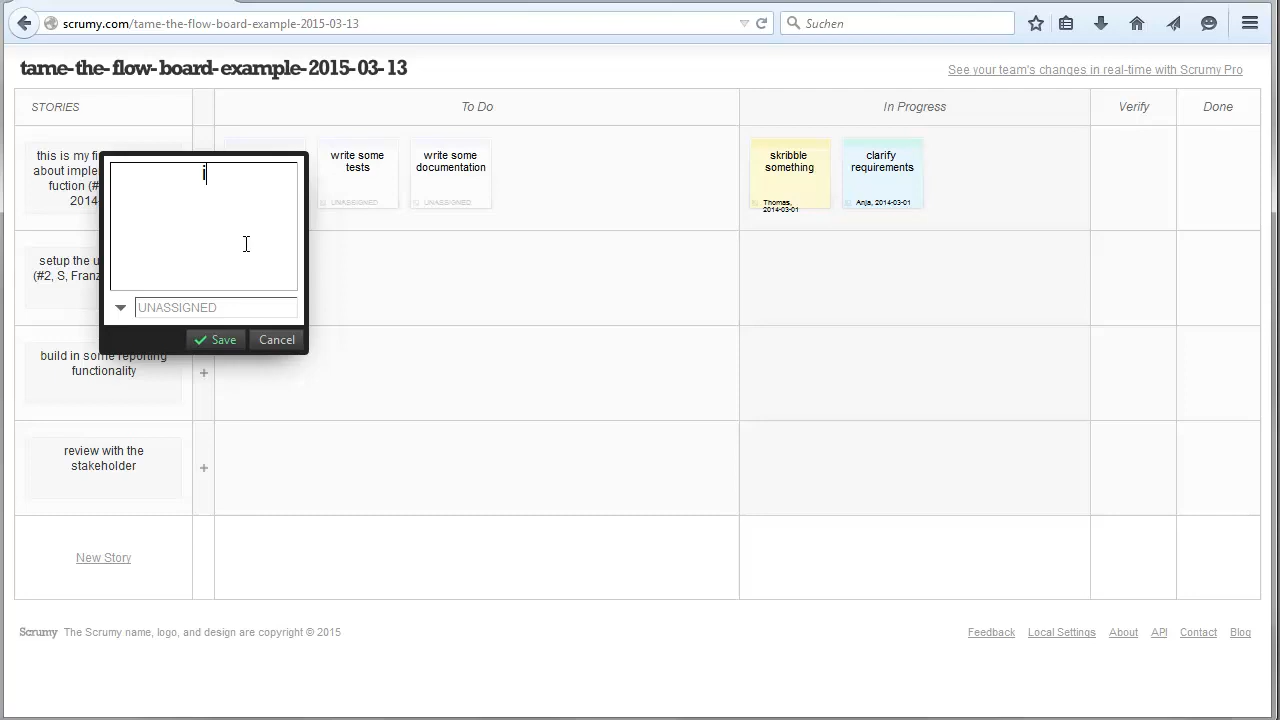 scrumy.com/tame-the-flow-board-example-2015-03-13
Suchen
tame-the-flow-board-example-2015-03-13
See your team's changes in real-time with Scrumy Pro
STORIES
To Do
In Progress
Verify
Done
this is my fi
about imple
fuction (#
2014-
i
UNASSIGNED
Save
Cancel
write some
tests
UNASSIGNED
write some
documentation
UNASSIGNED
skribble
something
Thomas,
2014-03-01
clarify
requirements
Anja, 2014-03-01
setup the u
(#2, S, Franz
build in some reporting
functionality
+
review with the
stakeholder
+
New Story
Scrumy The Scrumy name, logo, and design are copyright © 2015
Feedback
Local Settings
About
API
Contact
Blog